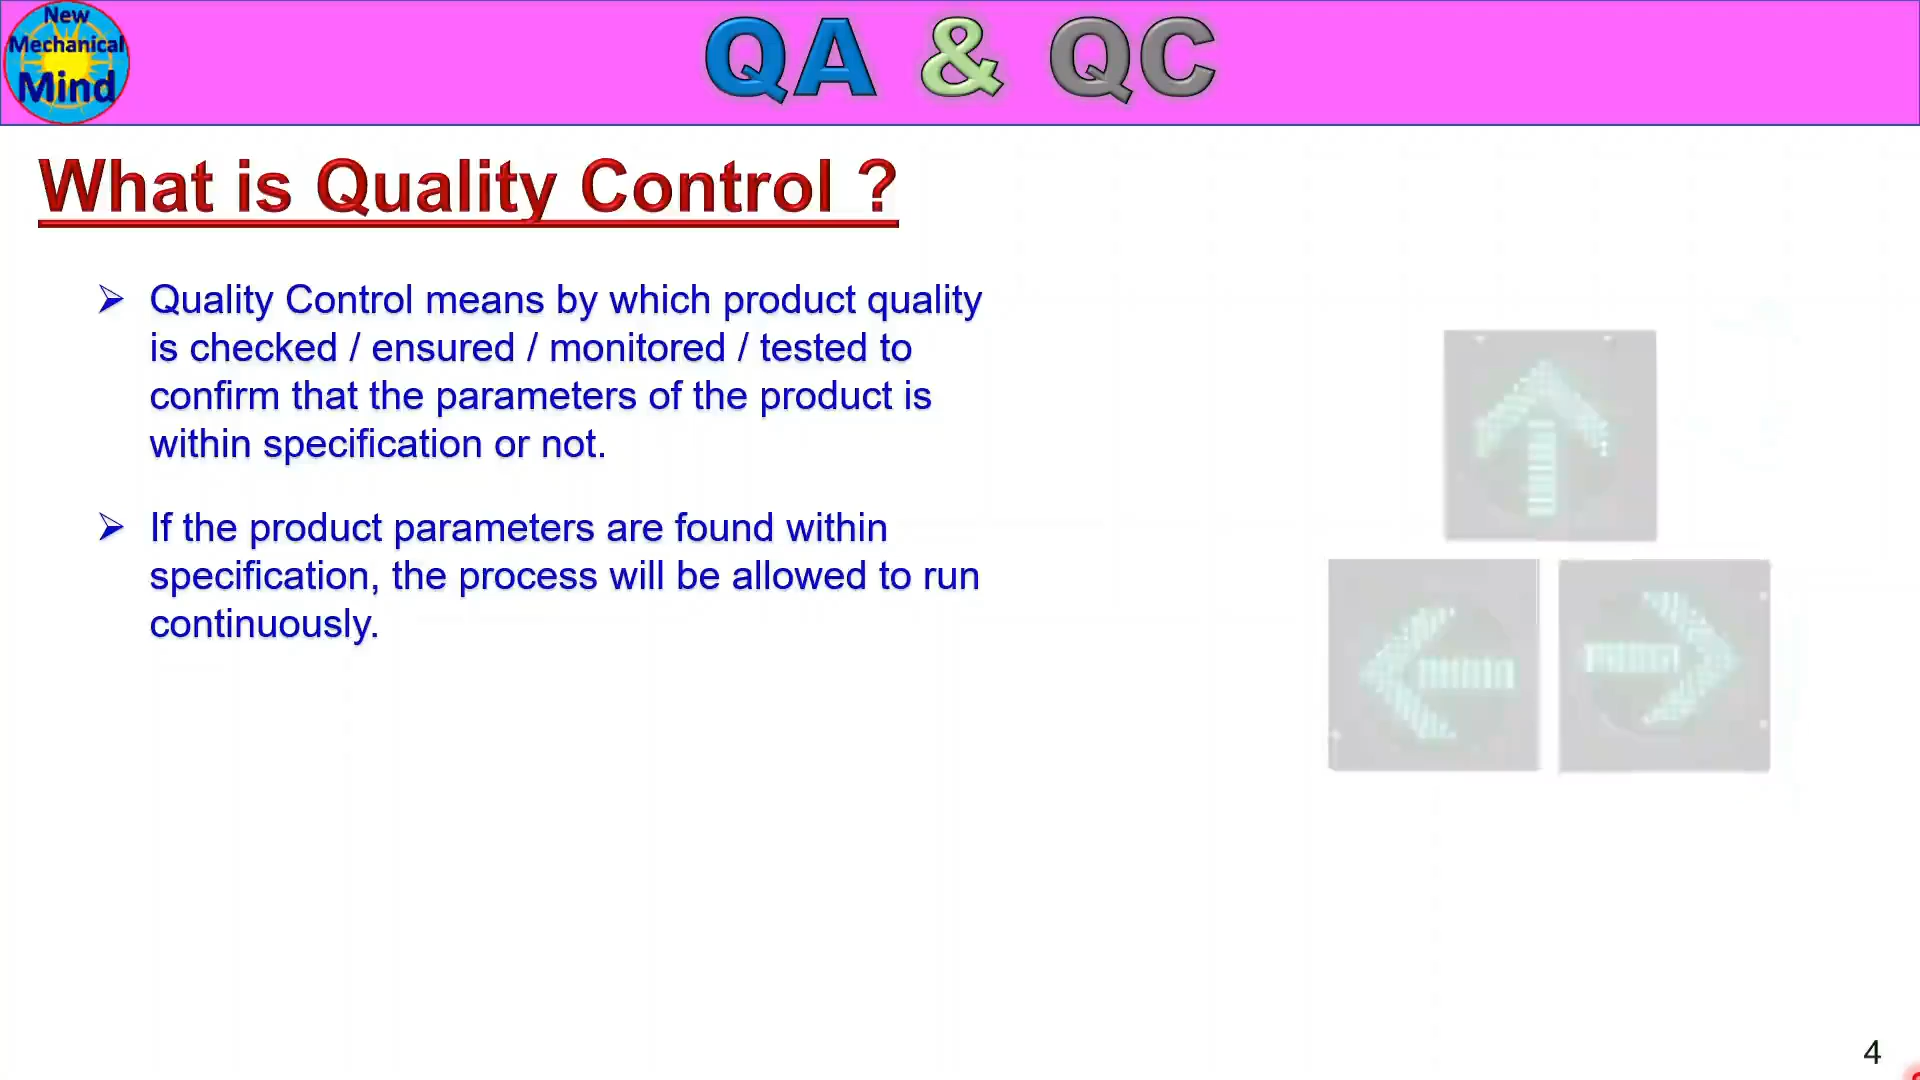 New
Mechanical
Mind
QA & QC
What is Quality Control ?
Quality Control means by which product quality
is checked / ensured / monitored / tested to
confirm that the parameters of the product is
within specification or not.
If the product parameters are found within
specification, the process will be allowed to run
continuously.
4